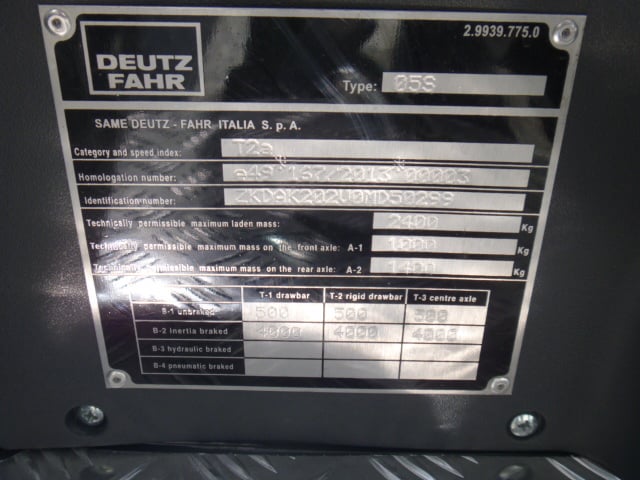 2.9939.775.0
DEUTZ
FAHR
Type: 05S
SAME DEUTZ - FAHR ITALIA S. p. A.
Category and speed index: T2a
Homologation number: e49*167/2013*00003
Identification number:
Technically permissible maximum laden mass: 2400 Kg
Technically permissible maximum mass on the front axle: A-1 1000 Kg
Technically permissible maximum mass on the rear axle: A-2 1400 Kg
T-1 drawbar T-2 rigid drawbar T-3 centre axle
B-1 unbraked 500 500 500
B-2 Inertia braked 4000 4000 4000
B-3 hydraulic braked
B-4 pneumatic braked